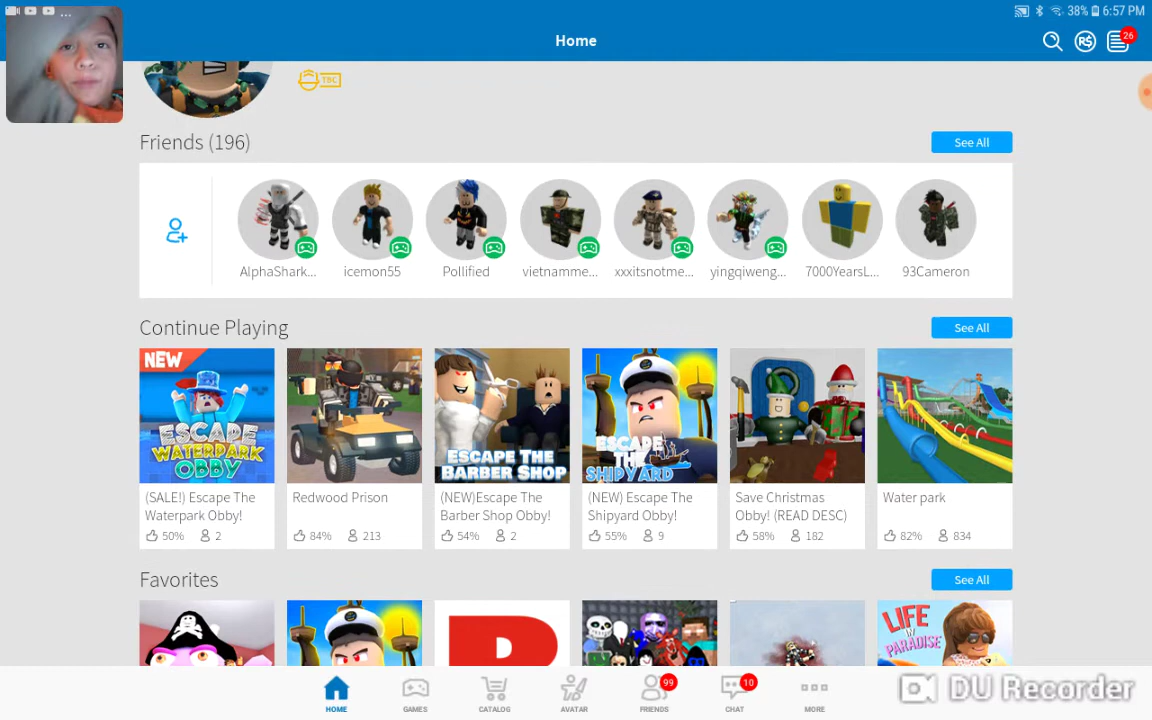 38% 6:57 PM
Home
R$
26
TBC
Friends (196)
See All
AlphaShark...
icemon55
Pollified
vietnamme...
xxxitsnotme...
yingqiweng...
7000YearsL...
93Cameron
Continue Playing
See All
NEW
ESCAPE
WATERPARK
OBBY
ESCAPE THE
BARBER SHOP
ESCAPE
THE
SHIPYARD
(SALE!) Escape The
Waterpark Obby!
50% 2
Redwood Prison
84% 213
(NEW)Escape The
Barber Shop Obby!
54% 2
(NEW) Escape The
Shipyard Obby!
55% 9
Save Christmas
Obby! (READ DESC)
58% 182
Water park
82% 834
Favorites
See All
LIFE
IN
PARADISE
HOME
GAMES
CATALOG
AVATAR
99
FRIENDS
10
CHAT
MORE
DU Recorder